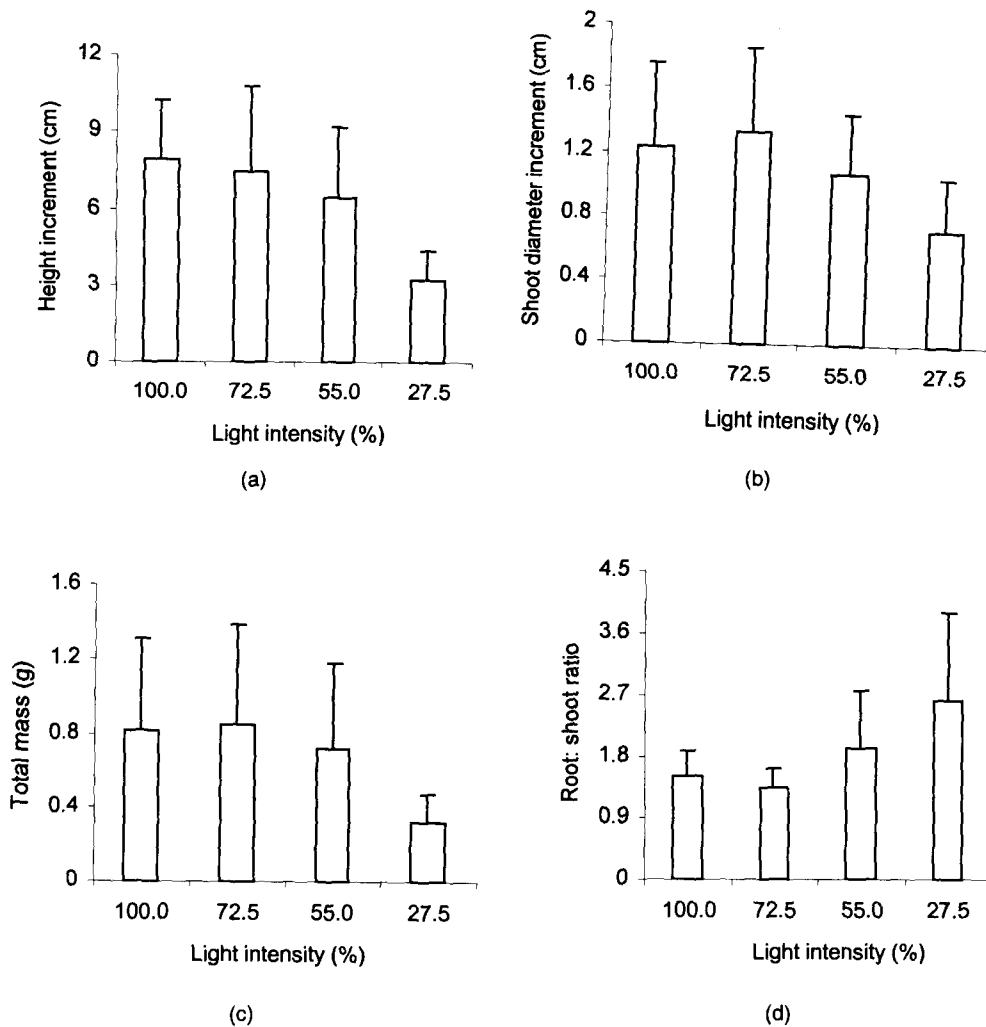 Height increment (cm)
12
9
6
3
0
100.0 72.5 55.0 27.5
Light intensity (%)
(a)
Shoot diameter increment (cm)
2
1.6
1.2
0.8
0.4
0
100.0 72.5 55.0 27.5
Light intensity (%)
(b)
Total mass (g)
1.6
1.2
0.8
0.4
0
100.0 72.5 55.0 27.5
Light intensity (%)
(c)
Root: shoot ratio
4.5
3.6
2.7
1.8
0.9
0
100.0 72.5 55.0 27.5
Light intensity (%)
(d)